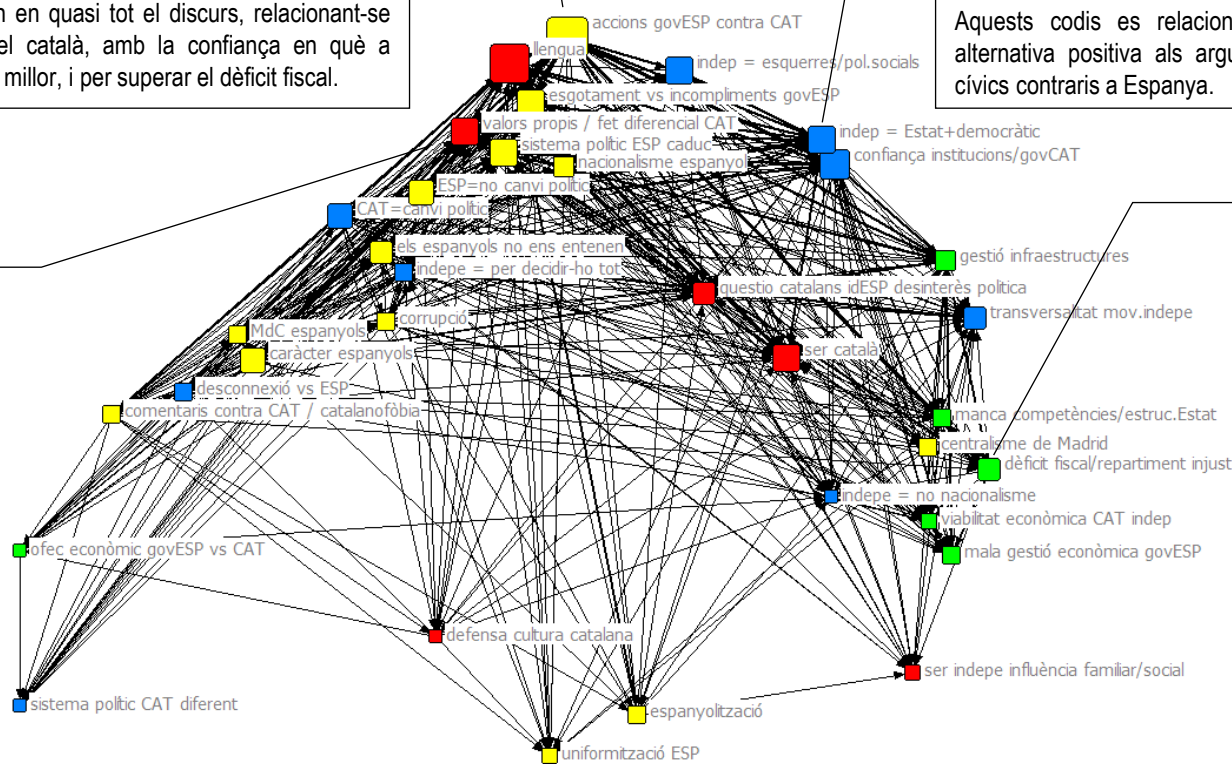 n en quasi tot el discurs, relacionant-se
el català, amb la confiança en què a
millor, i per superar el dèficit fiscal.
Aquests codis es relacion
alternativa positiva als argu
cívics contraris a Espanya.
accions govESP contra CAT
llengua
indep = esquerres/pol.socials
esgotament vs incompliments govESP
valors propis / fet diferencial CAT
indep = Estat+democràtic
sistema polític ESP caduc
confiança institucions/govCAT
nacionalisme espanyol
ESP=no canvi polític
CAT=canvi polític
els espanyols no ens entenen
gestió infraestructures
indepe = per decidir-ho tot
questio catalans idESP desinterès política
transversalitat mov.indepe
corrupció
MdC espanyols
caràcter espanyols
ser català
desconnexió vs ESP
comentaris contra CAT / catalanofòbia
manca competències/estruc.Estat
centralisme de Madrid
dèficit fiscal/repartiment injust
indepe = no nacionalisme
viabilitat econòmica CAT indep
ofec econòmic govESP vs CAT
mala gestió econòmica govESP
defensa cultura catalana
ser indepe influència familiar/social
sistema polític CAT diferent
espanyolització
uniformització ESP